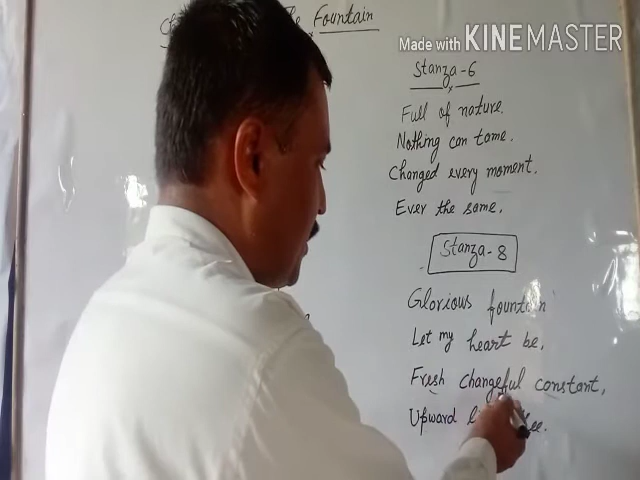 Fountain
Made with KINEMASTER
Stanza-6
Full of nature.
Nothing can tame.
Changed every moment.
Ever the same.
Stanza-8
Glorious fountain
Let my heart be,
Fresh changeful constant,
Upward